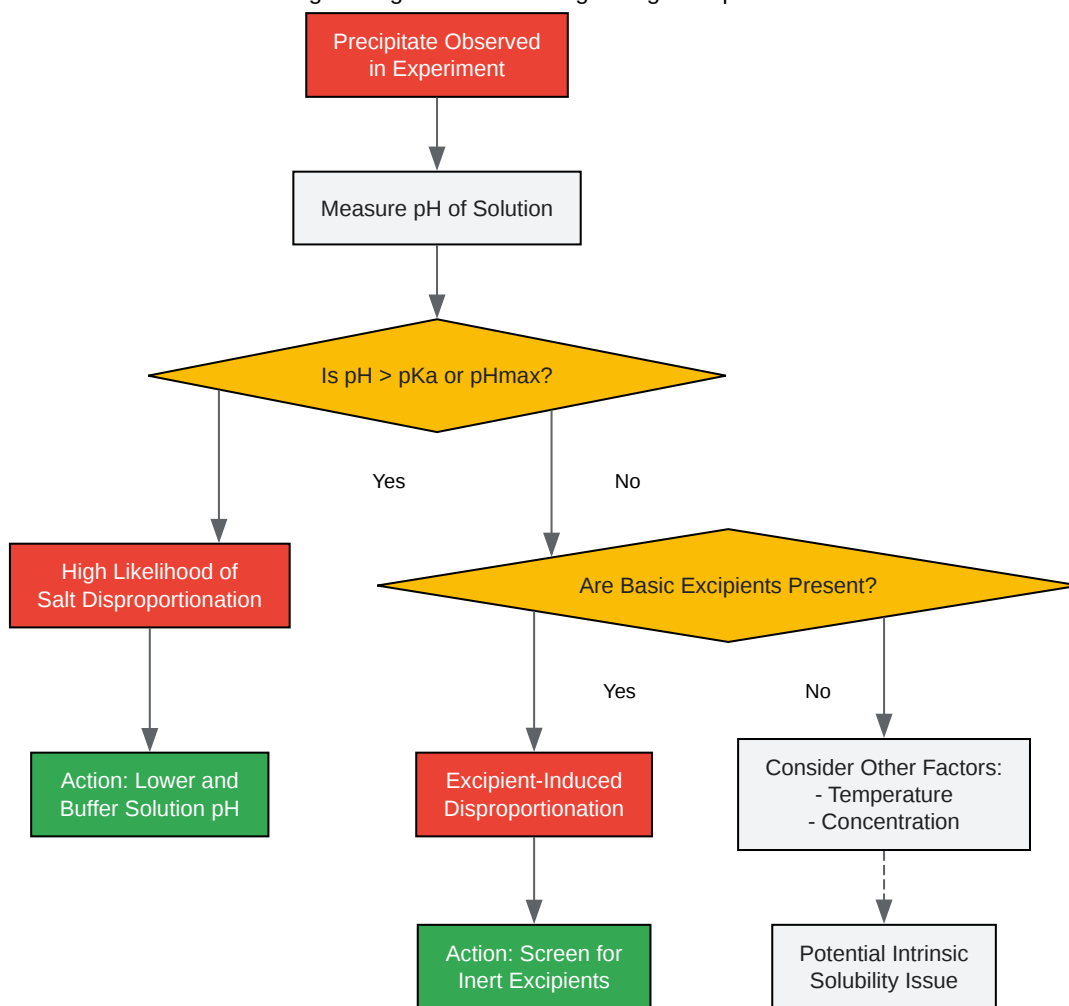 Precipitate Observed
in Experiment
Measure pH of Solution
Is pH > pKa or pHmax?
Yes
No
High Likelihood of
Salt Disproportionation
Are Basic Excipients Present?
Yes
No
Action: Lower and
Buffer Solution pH
Excipient-Induced
Disproportionation
Consider Other Factors:
- Temperature
- Concentration
Action: Screen for
Inert Excipients
Potential Intrinsic
Solubility Issue